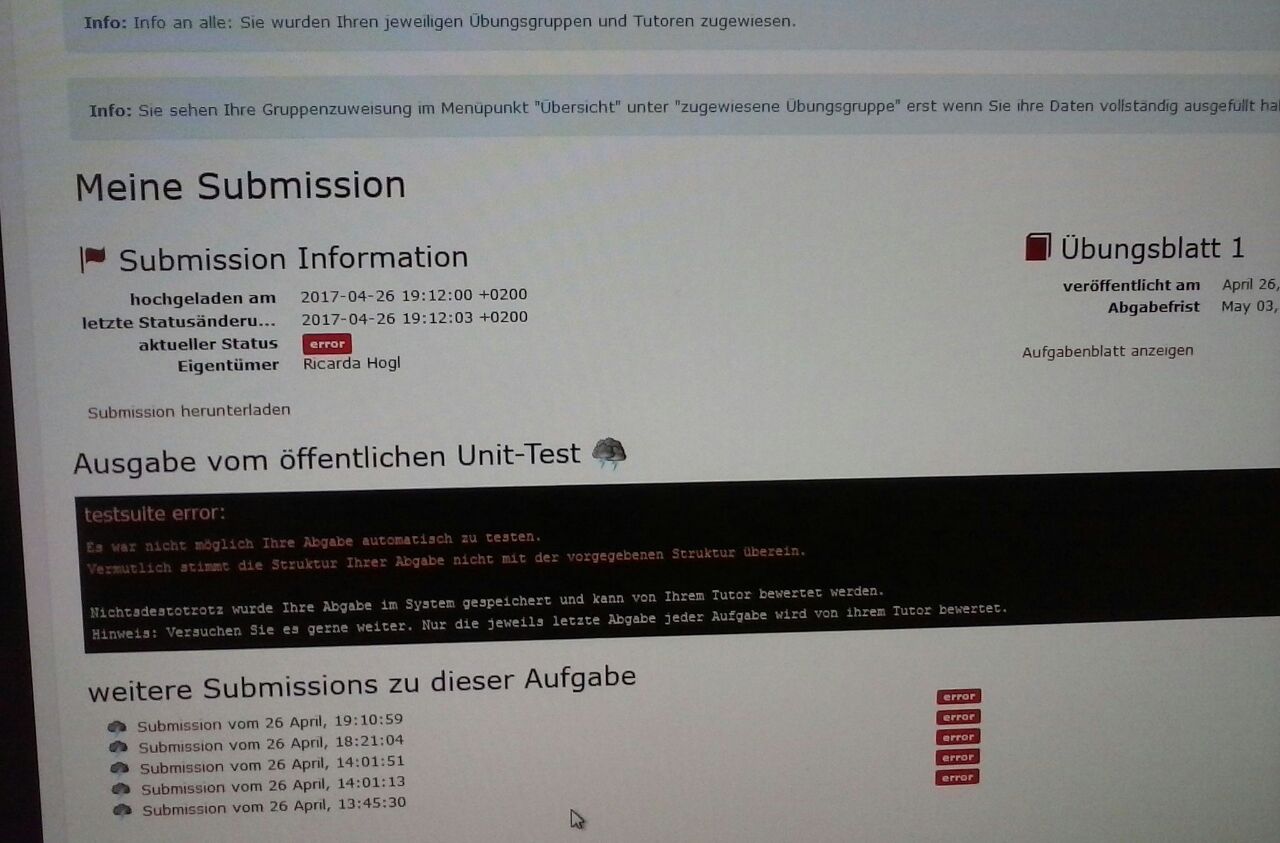 Info: Info an alle: Sie wurden Ihren jeweiligen Übungsgruppen und Tutoren zugewiesen.
Info: Sie sehen Ihre Gruppenzuweisung im Menüpunkt "Übersicht" unter "zugewiesene Übungsgruppe" erst wenn Sie ihre Daten vollständig ausgefüllt
Meine Submission
Submission Information
hochgeladen am 2017-04-26 19:12:00 +0200
letzte Statusänderu... 2017-04-26 19:12:03 +0200
aktueller Status error
Eigentümer Ricarda Hogl
Submission herunterladen
Übungsblatt 1
veröffentlicht am April 26,
Abgabefrist May 03,
Aufgabenblatt anzeigen
Ausgabe vom öffentlichen Unit-Test
testsuite error:
Es war nicht möglich Ihre Abgabe automatisch zu testen.
Vermutlich stimmt die Struktur Ihrer Abgabe nicht mit der vorgegebenen Struktur überein.
Nichtsdestotrotz wurde Ihre Abgabe im System gespeichert und kann von Ihrem Tutor bewertet werden.
Hinweis: Versuchen Sie es gerne weiter. Nur die jeweils letzte Abgabe jeder Aufgabe wird von ihrem Tutor bewertet.
weitere Submissions zu dieser Aufgabe
Submission vom 26 April, 19:10:59 error
Submission vom 26 April, 18:21:04 error
Submission vom 26 April, 14:01:51 error
Submission vom 26 April, 14:01:13 error
Submission vom 26 April, 13:45:30 error